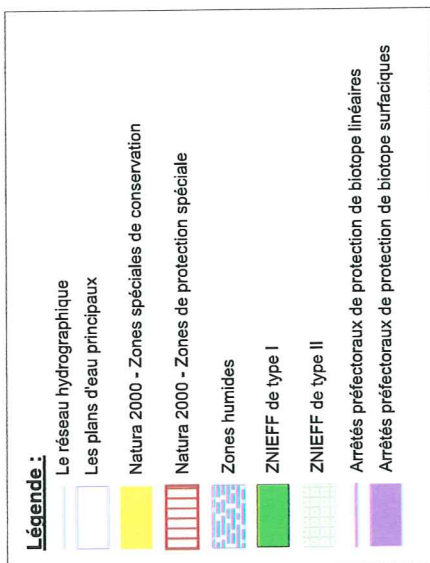 Légende :
Le réseau hydrographique
Les plans d'eau principaux
Natura 2000 - Zones spéciales de conservation
Natura 2000 - Zones de protection spéciale
Zones humides
ZNIEFF de type I
ZNIEFF de type II
Arrêtés préfectoraux de protection de biotope linéaires
Arrêtés préfectoraux de protection de biotope surfaciques